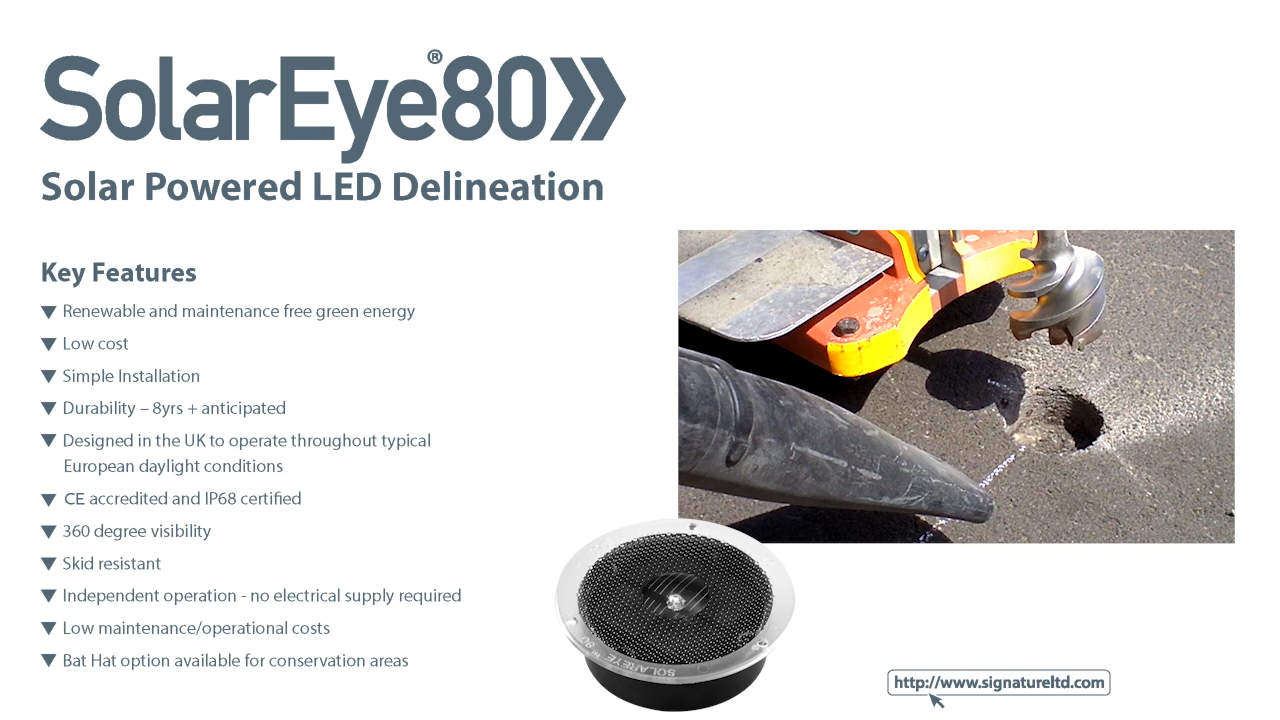 SolarEye®80
Solar Powered LED Delineation
Key Features
Renewable and maintenance free green energy
Low cost
Simple Installation
Durability – 8yrs + anticipated
Designed in the UK to operate throughout typical
European daylight conditions
CE accredited and IP68 certified
360 degree visibility
Skid resistant
Independent operation - no electrical supply required
Low maintenance/operational costs
Bat Hat option available for conservation areas
SOLAREYE 80
http://www.signatureltd.com